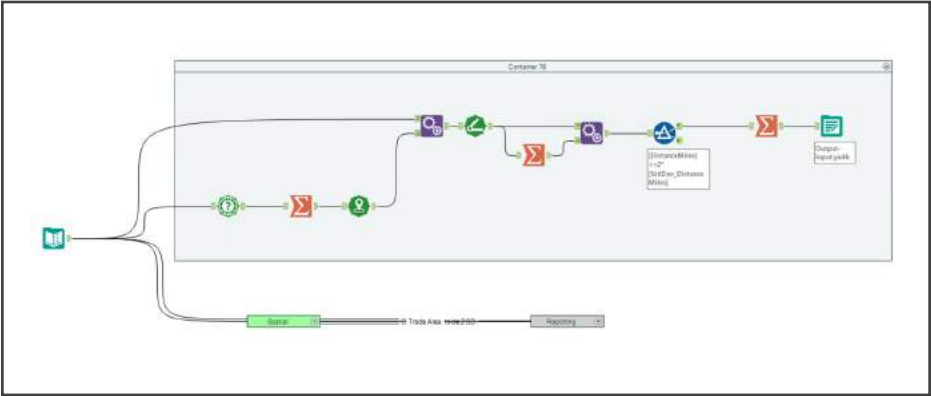 Container 78
[DistanceMiles]
<=2*
[StdDev_Distance
Miles]
Output-
Input.yxdb
Spatial
Trade Area
Reporting